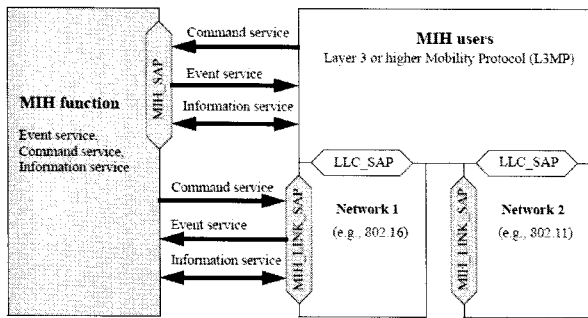 Command service
Event service
Information service
MIH_SAP
MIH users
Layer 3 or higher Mobility Protocol (L3MP)
MIH function
Event service,
Command service,
Information service
LLC_SAP
LLC_SAP
Command service
Event service
Information service
MIH_LINK_SAP
Network 1
(e.g., 802.16)
MIH_LINK_SAP
Network 2
(e.g., 802.11)